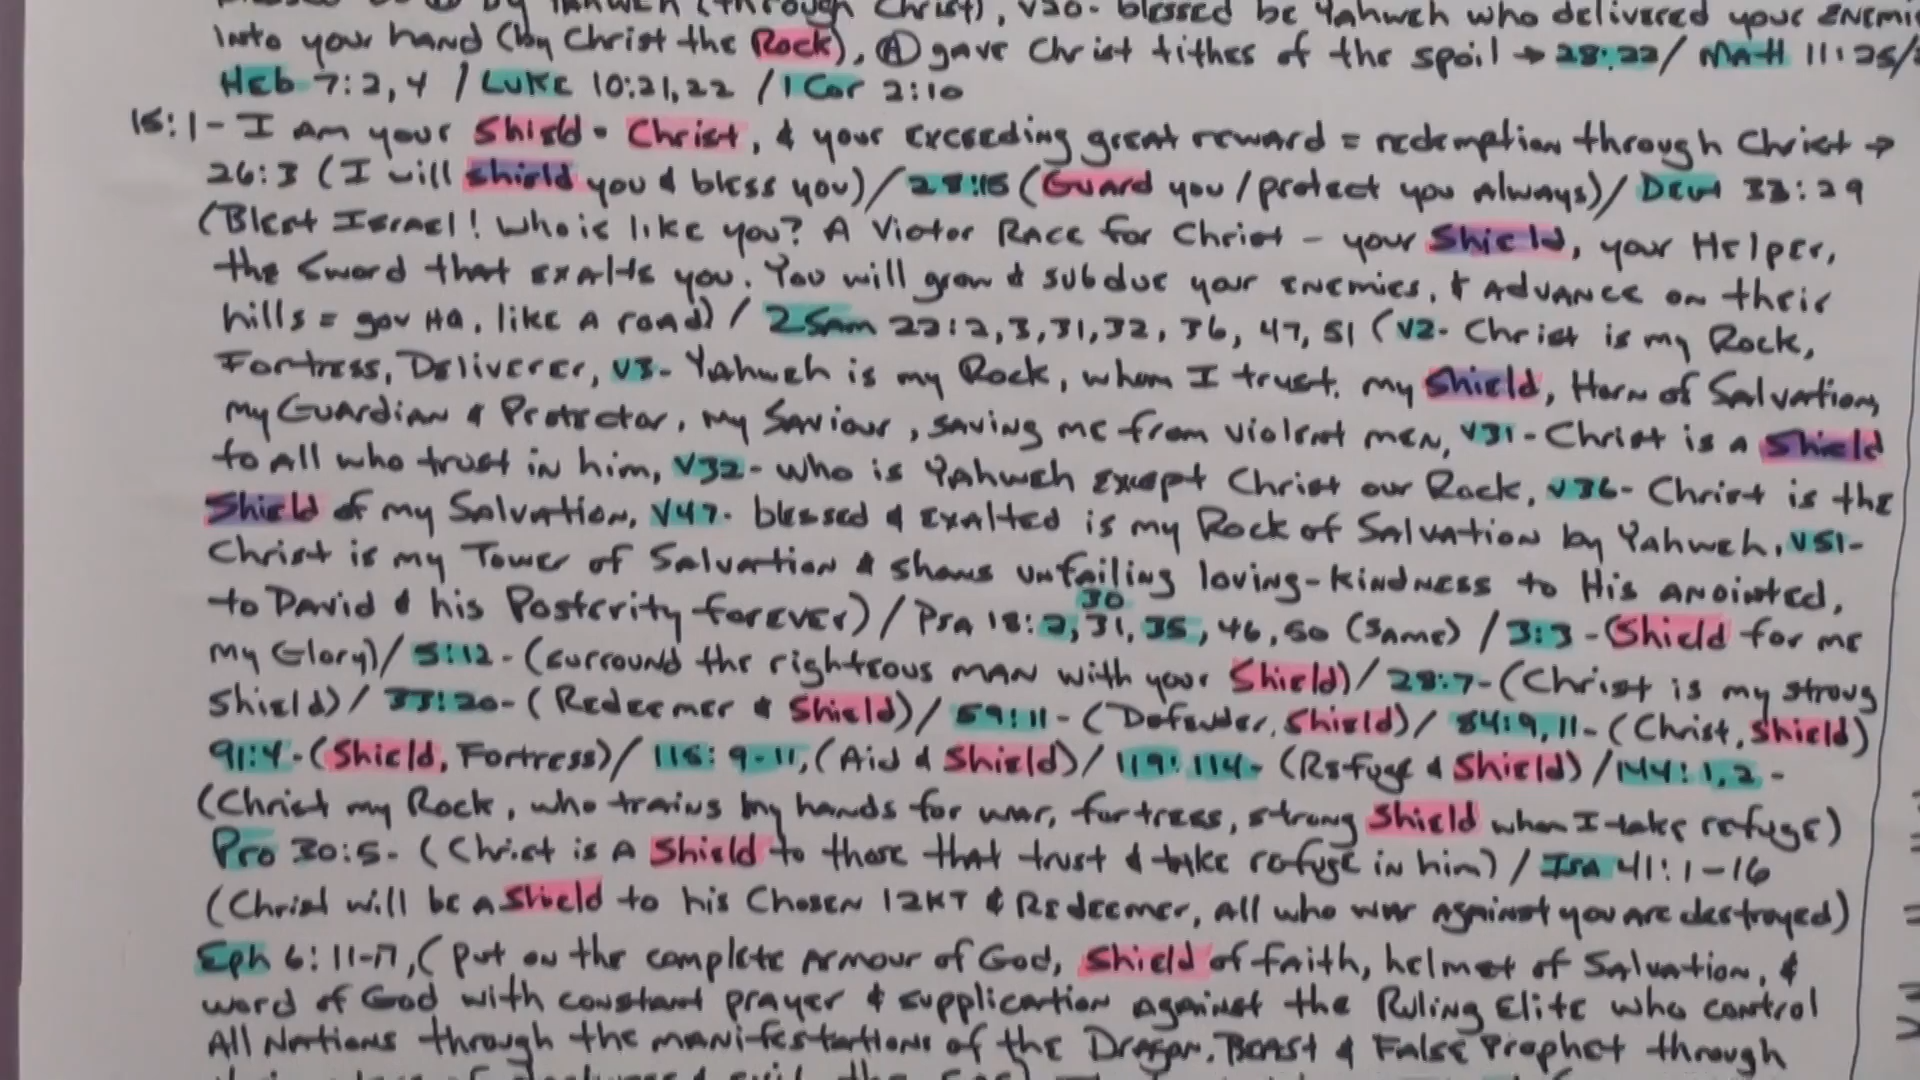 blessed be Ⓐ by Yahweh (through Christ), v20- blessed be Yahweh who delivered your enemies
into your hand (by Christ the Rock), Ⓐ gave Christ tithes of the spoil → 28:22/ Matt 11:25/
Heb 7:2,4 / Luke 10:21,22 / 1 Cor 2:10
15:1 - I am your Shield = Christ, & your exceeding great reward = redemption through Christ →
26:3 (I will shield you & bless you) / 28:15 (Guard you / protect you always) / Deut 33:29
(Blest Israel! Who is like you? A Victor Race for Christ - your Shield, your Helper,
the Sword that exalts you. You will grow & subdue your enemies, & advance on their
hills = gov HQ, like a road) / 2 Sam 22:2,3,31,32,36,47,51 (v2- Christ is my Rock,
Fortress, Deliverer, v3- Yahweh is my Rock, whom I trust, my Shield, Horn of Salvation,
my Guardian & Protector, my Saviour, saving me from violent men, v31- Christ is a Shield
to all who trust in him, v32- who is Yahweh except Christ our Rock, v36- Christ is the
Shield of my Salvation, v47- blessed & exalted is my Rock of Salvation by Yahweh, v51-
Christ is my Tower of Salvation & shows unfailing loving-kindness to His anointed,
to David & his Posterity forever) / Psa 18:2, 30, 31, 35, 46, 50 (same) / 3:3 - (Shield for me
my Glory) / 5:12 - (surround the righteous man with your Shield) / 28:7 - (Christ is my strong
Shield) / 33:20 - (Redeemer & Shield) / 59:11 - (Defender, Shield) / 84:9,11 - (Christ, Shield)
91:4 - (Shield, Fortress) / 115:9-11, (Aid & Shield) / 119:114 - (Refuge & Shield) / 144:1,2 -
(Christ my Rock, who trains my hands for war, fortress, strong Shield when I take refuge)
Pro 30:5 - (Christ is a Shield to those that trust & take refuge in him) / Isa 41:1-16
(Christ will be a Shield to his Chosen 12KT & Redeemer, all who war against you are destroyed)
Eph 6:11-17, (put on the complete Armour of God, Shield of faith, helmet of Salvation, &
word of God with constant prayer & supplication against the Ruling Elite who control
All Nations through the manifestations of the Dragon, Beast & False Prophet through